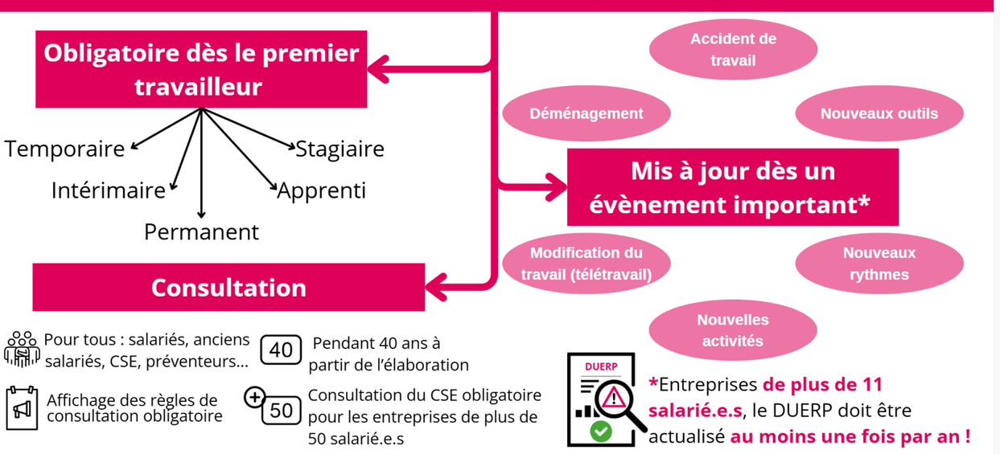 Obligatoire dès le premier
travailleur
Temporaire
Stagiaire
Intérimaire
Apprenti
Permanent
Consultation
Pour tous : salariés, anciens
salariés, CSE, préventeurs...
40
Pendant 40 ans à
partir de l’élaboration
Affichage des règles de
consultation obligatoire
50
Consultation du CSE obligatoire
pour les entreprises de plus de
50 salarié.e.s
Accident de
travail
Déménagement
Nouveaux outils
Mis à jour dès un
évènement important*
Modification du
travail (télétravail)
Nouveaux
rythmes
Nouvelles
activités
DUERP
*Entreprises de plus de 11
salarié.e.s, le DUERP doit être
actualisé au moins une fois par an !